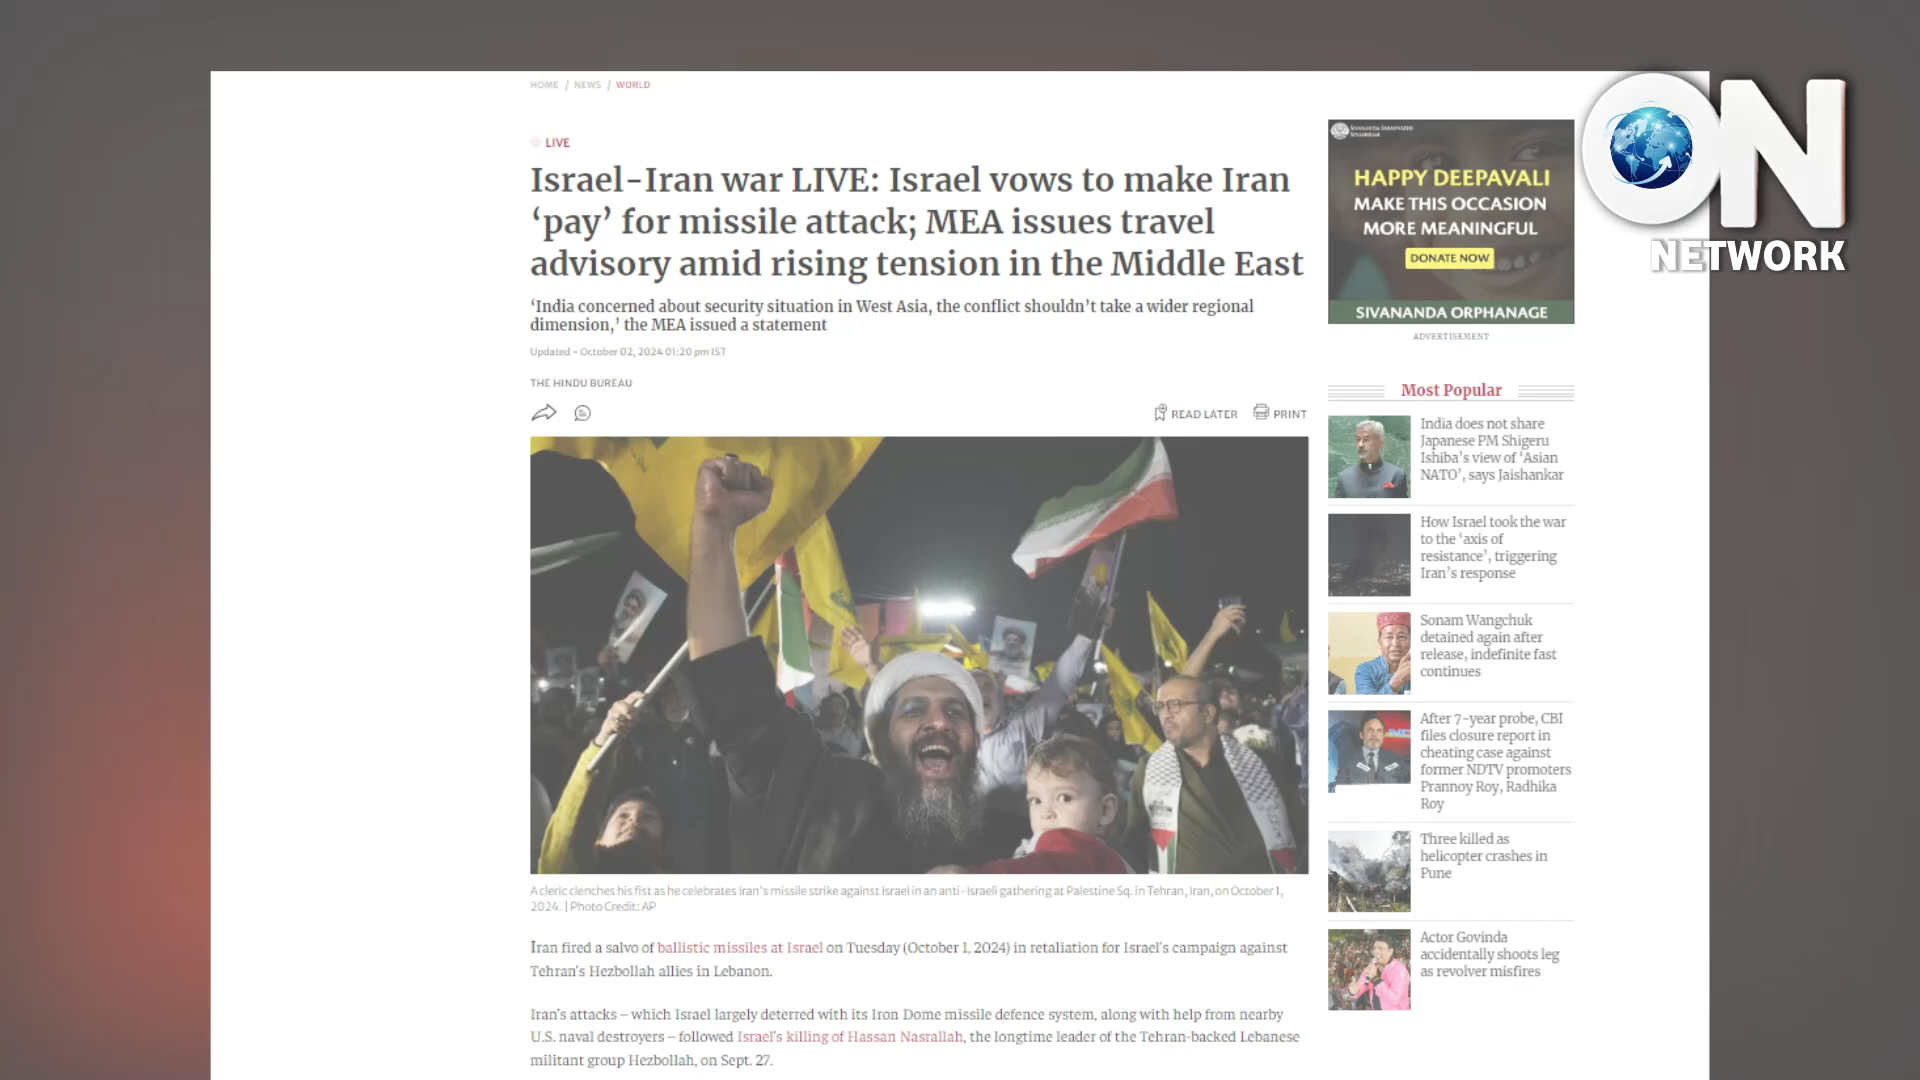 HOME / NEWS / WORLD
LIVE
Israel-Iran war LIVE: Israel vows to make Iran
‘pay’ for missile attack; MEA issues travel
advisory amid rising tension in the Middle East
‘India concerned about security situation in West Asia, the conflict shouldn’t take a wider regional
dimension,’ the MEA issued a statement
Updated - October 02, 2024 01:20 pm IST
THE HINDU BUREAU
READ LATER PRINT
A cleric clenches his fist as he celebrates Iran’s missile strike against Israel in an anti-Israeli gathering at Palestine Sq. in Tehran, Iran, on October 1,
2024. | Photo Credit: AP
Iran fired a salvo of ballistic missiles at Israel on Tuesday (October 1, 2024) in retaliation for Israel’s campaign against
Tehran’s Hezbollah allies in Lebanon.
Iran’s attacks – which Israel largely deterred with its Iron Dome missile defence system, along with help from nearby
U.S. naval destroyers – followed Israel’s killing of Hassan Nasrallah, the longtime leader of the Tehran-backed Lebanese
militant group Hezbollah, on Sept. 27.
HAPPY DEEPAVALI
MAKE THIS OCCASION
MORE MEANINGFUL
DONATE NOW
SIVANANDA ORPHANAGE
ADVERTISEMENT
Most Popular
India does not share
Japanese PM Shigeru
Ishiba’s view of ‘Asian
NATO’, says Jaishankar
How Israel took the war
to the ‘axis of
resistance’, triggering
Iran’s response
Sonam Wangchuk
detained again after
release, indefinite fast
continues
After 7-year probe, CBI
files closure report in
cheating case against
former NDTV promoters
Prannoy Roy, Radhika
Roy
Three killed as
helicopter crashes in
Pune
Actor Govinda
accidentally shoots leg
as revolver misfires
ON
NETWORK